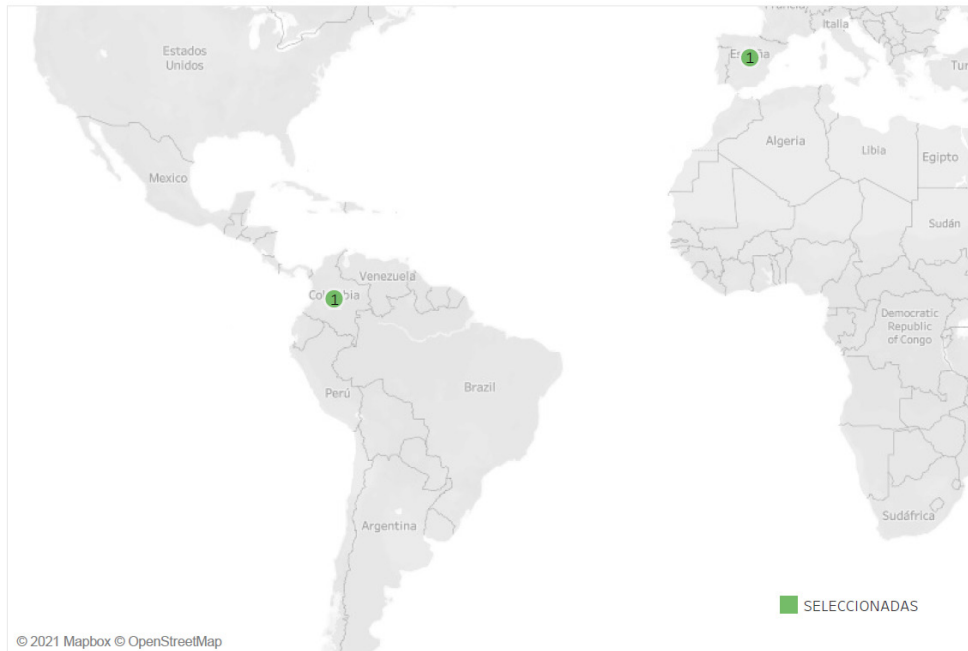 Francia
Italia
Estados
Unidos
España
1
Tur
Algeria
Libia
Egipto
Mexico
Sudán
Venezuela
Colombia
1
Democratic
Republic
of Congo
Perú
Brazil
Sudáfrica
Argentina
SELECCIONADAS
© 2021 Mapbox © OpenStreetMap